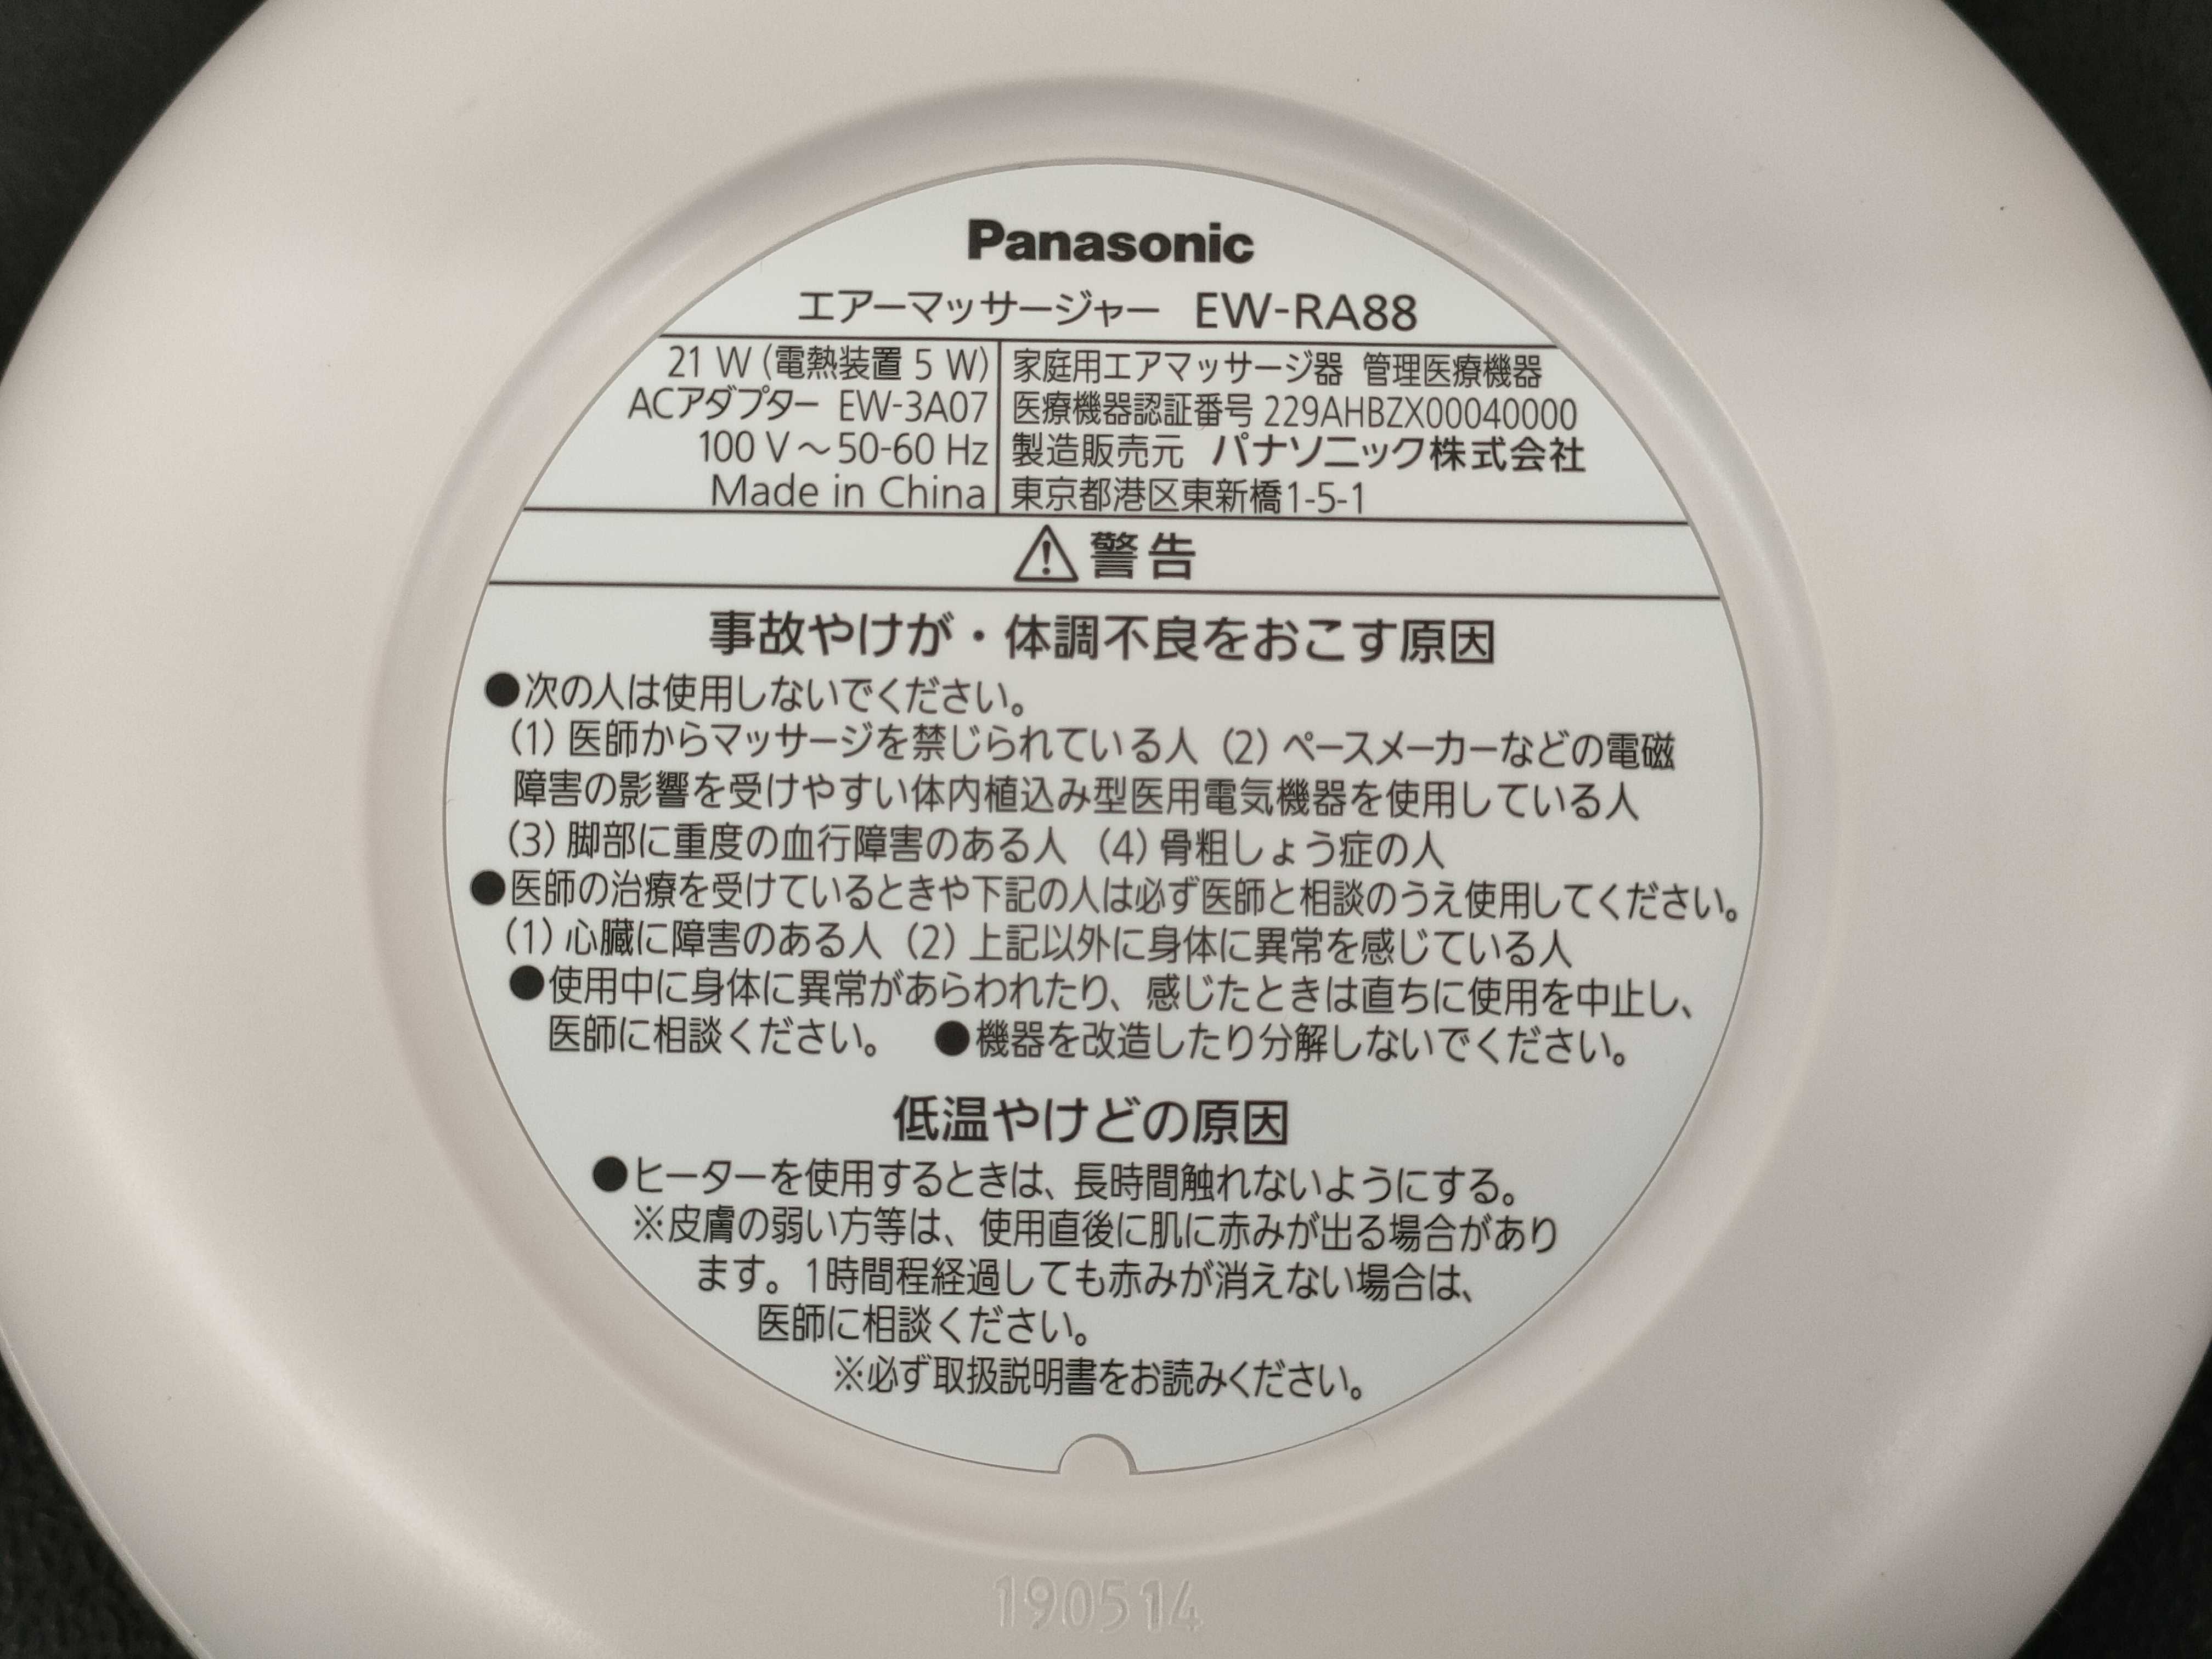 Panasonic
エアーマッサージャー EW-RA88
21 W (電熱装置 5 W)
ACアダプター EW-3A07
100 V～50-60 Hz
Made in China
家庭用エアマッサージ器 管理医療機器
医療機器認証番号 229AHBZX00040000
製造販売元 パナソニック株式会社
東京都港区東新橋1-5-1
⚠警告
事故やけが・体調不良をおこす原因
●次の人は使用しないでください。
(1) 医師からマッサージを禁じられている人 (2) ペースメーカーなどの電磁
障害の影響を受けやすい体内植込み型医用電気機器を使用している人
(3) 脚部に重度の血行障害のある人 (4) 骨粗しょう症の人
●医師の治療を受けているときや下記の人は必ず医師と相談のうえ使用してください。
(1) 心臓に障害のある人 (2) 上記以外に身体に異常を感じている人
●使用中に身体に異常があらわれたり、感じたときは直ちに使用を中止し、
医師に相談ください。 ●機器を改造したり分解しないでください。
低温やけどの原因
●ヒーターを使用するときは、長時間触れないようにする。
※皮膚の弱い方等は、使用直後に肌に赤みが出る場合があり
ます。1時間程経過しても赤みが消えない場合は、
医師に相談ください。
※必ず取扱説明書をお読みください。
190514